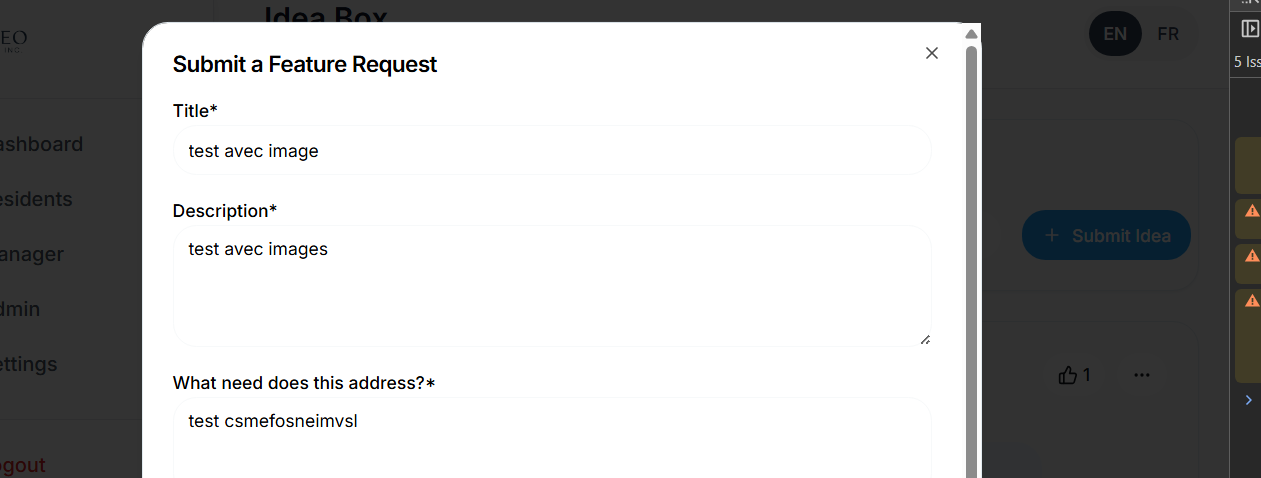 Idea Box
EO
INC
EN FR
5 Iss
Submit a Feature Request
Title*
test avec image
ashboard
esidents
Description*
test avec images
+ Submit Idea
anager
dmin
ettings
What need does this address?*
1
test csmefosneimvsl
ogout